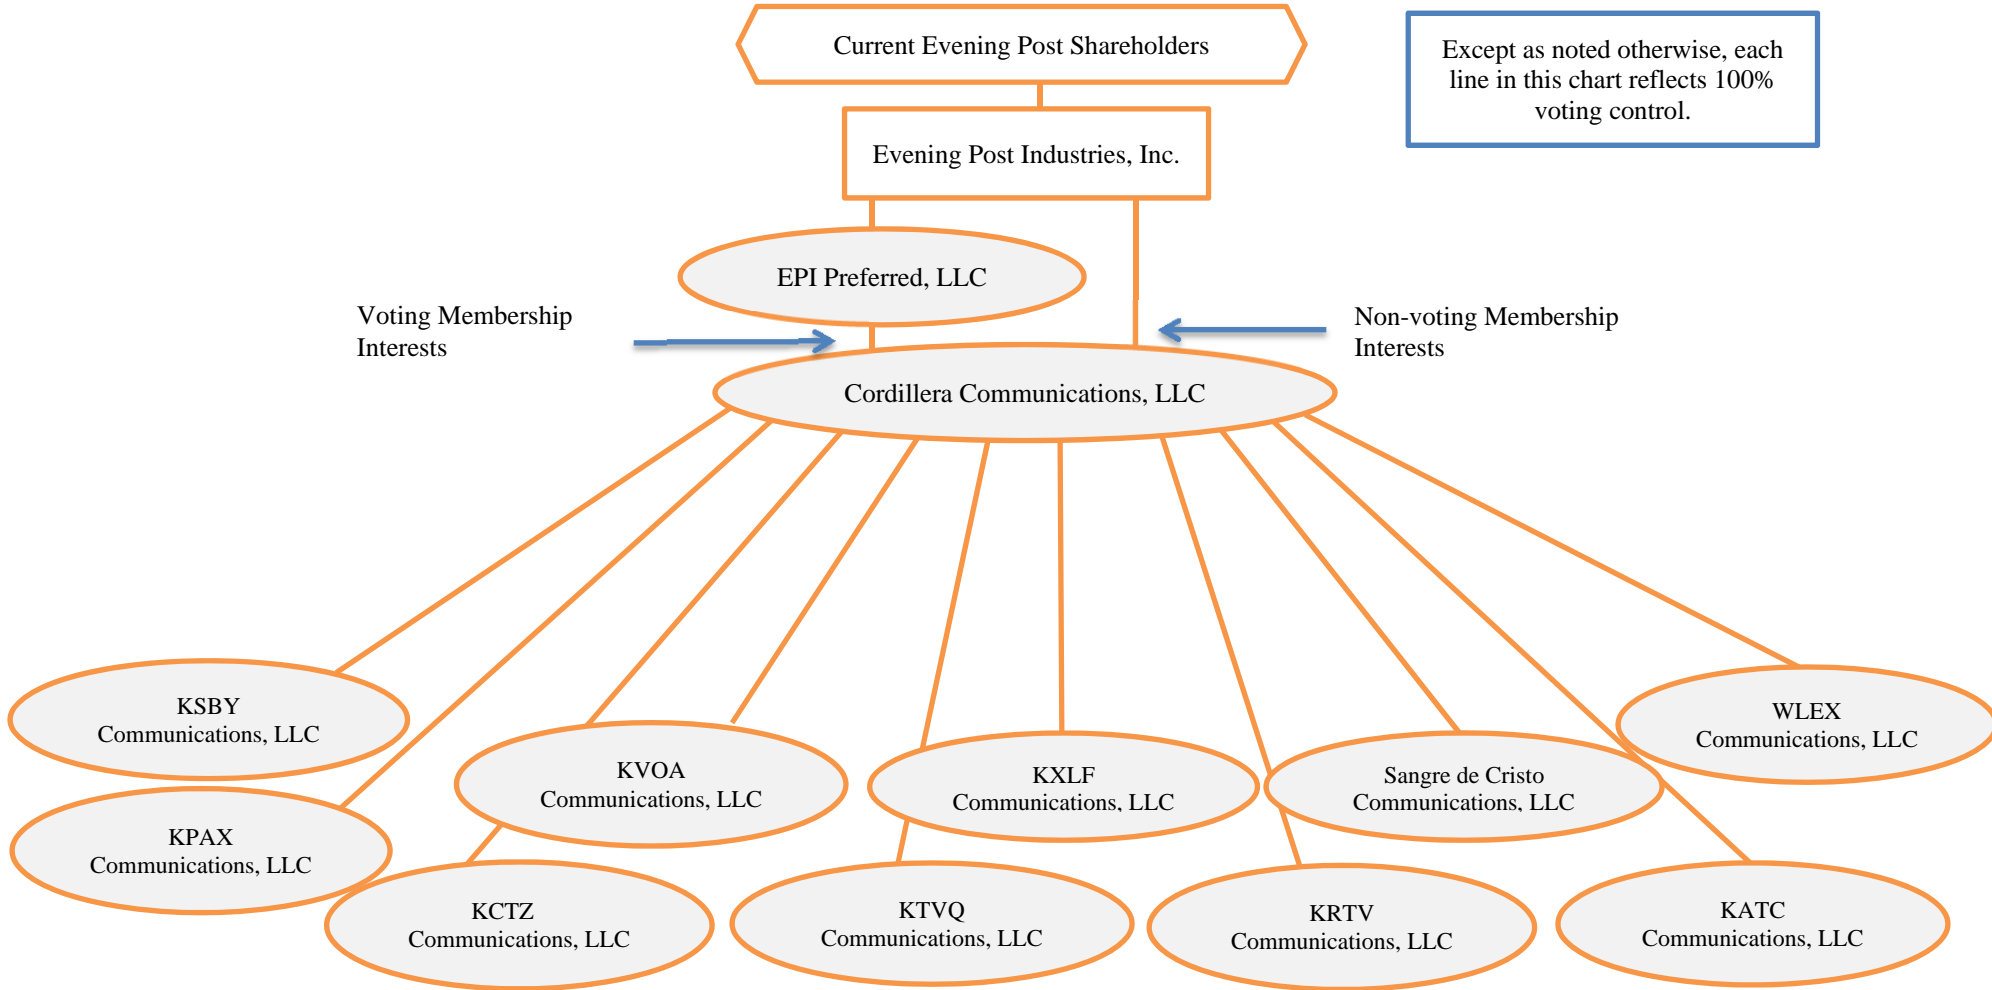 Current Evening Post Shareholders
Except as noted otherwise, each
line in this chart reflects 100%
voting control.
Evening Post Industries, Inc.
EPI Preferred, LLC
Voting Membership
Interests
Non-voting Membership
Interests
Cordillera Communications, LLC
KSBY
Communications, LLC
WLEX
Communications, LLC
KVOA
Communications, LLC
KXLF
Communications, LLC
Sangre de Cristo
Communications, LLC
KPAX
Communications, LLC
KCTZ
Communications, LLC
KTVQ
Communications, LLC
KRTV
Communications, LLC
KATC
Communications, LLC